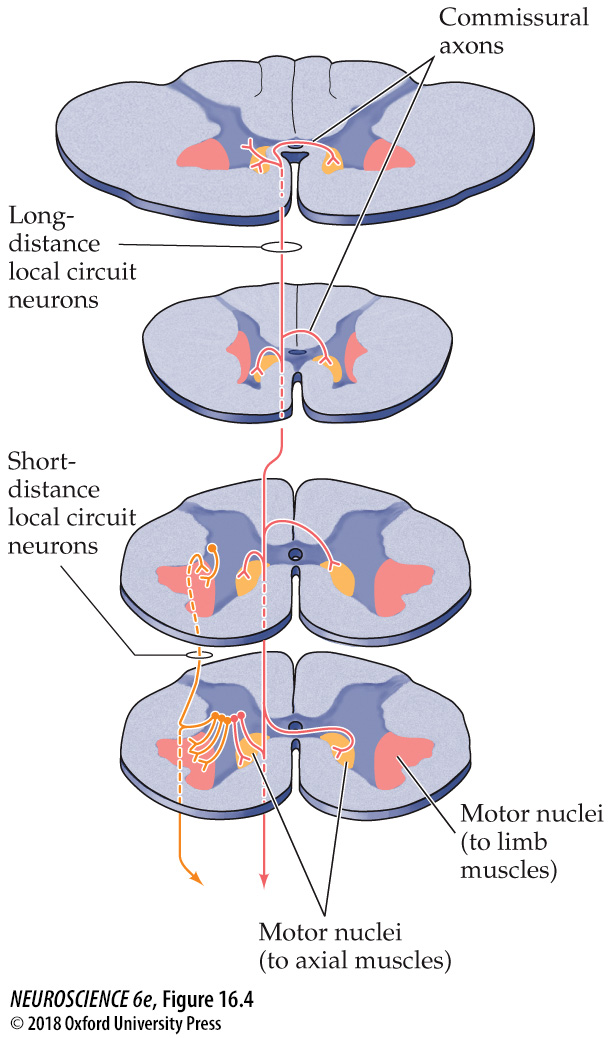 Commissural
axons
Long-
distance
local circuit
neurons
Short-
distance
local circuit
neurons
Motor nuclei
(to limb
muscles)
Motor nuclei
(to axial muscles)
NEUROSCIENCE 6e, Figure 16.4
© 2018 Oxford University Press